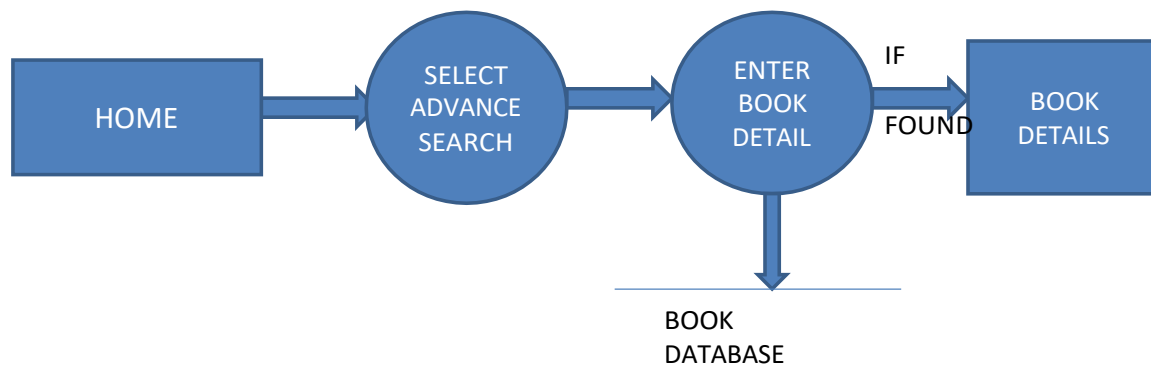 HOME
SELECT
ADVANCE
SEARCH
ENTER
BOOK
DETAIL
IF
FOUND
BOOK
DETAILS
BOOK
DATABASE